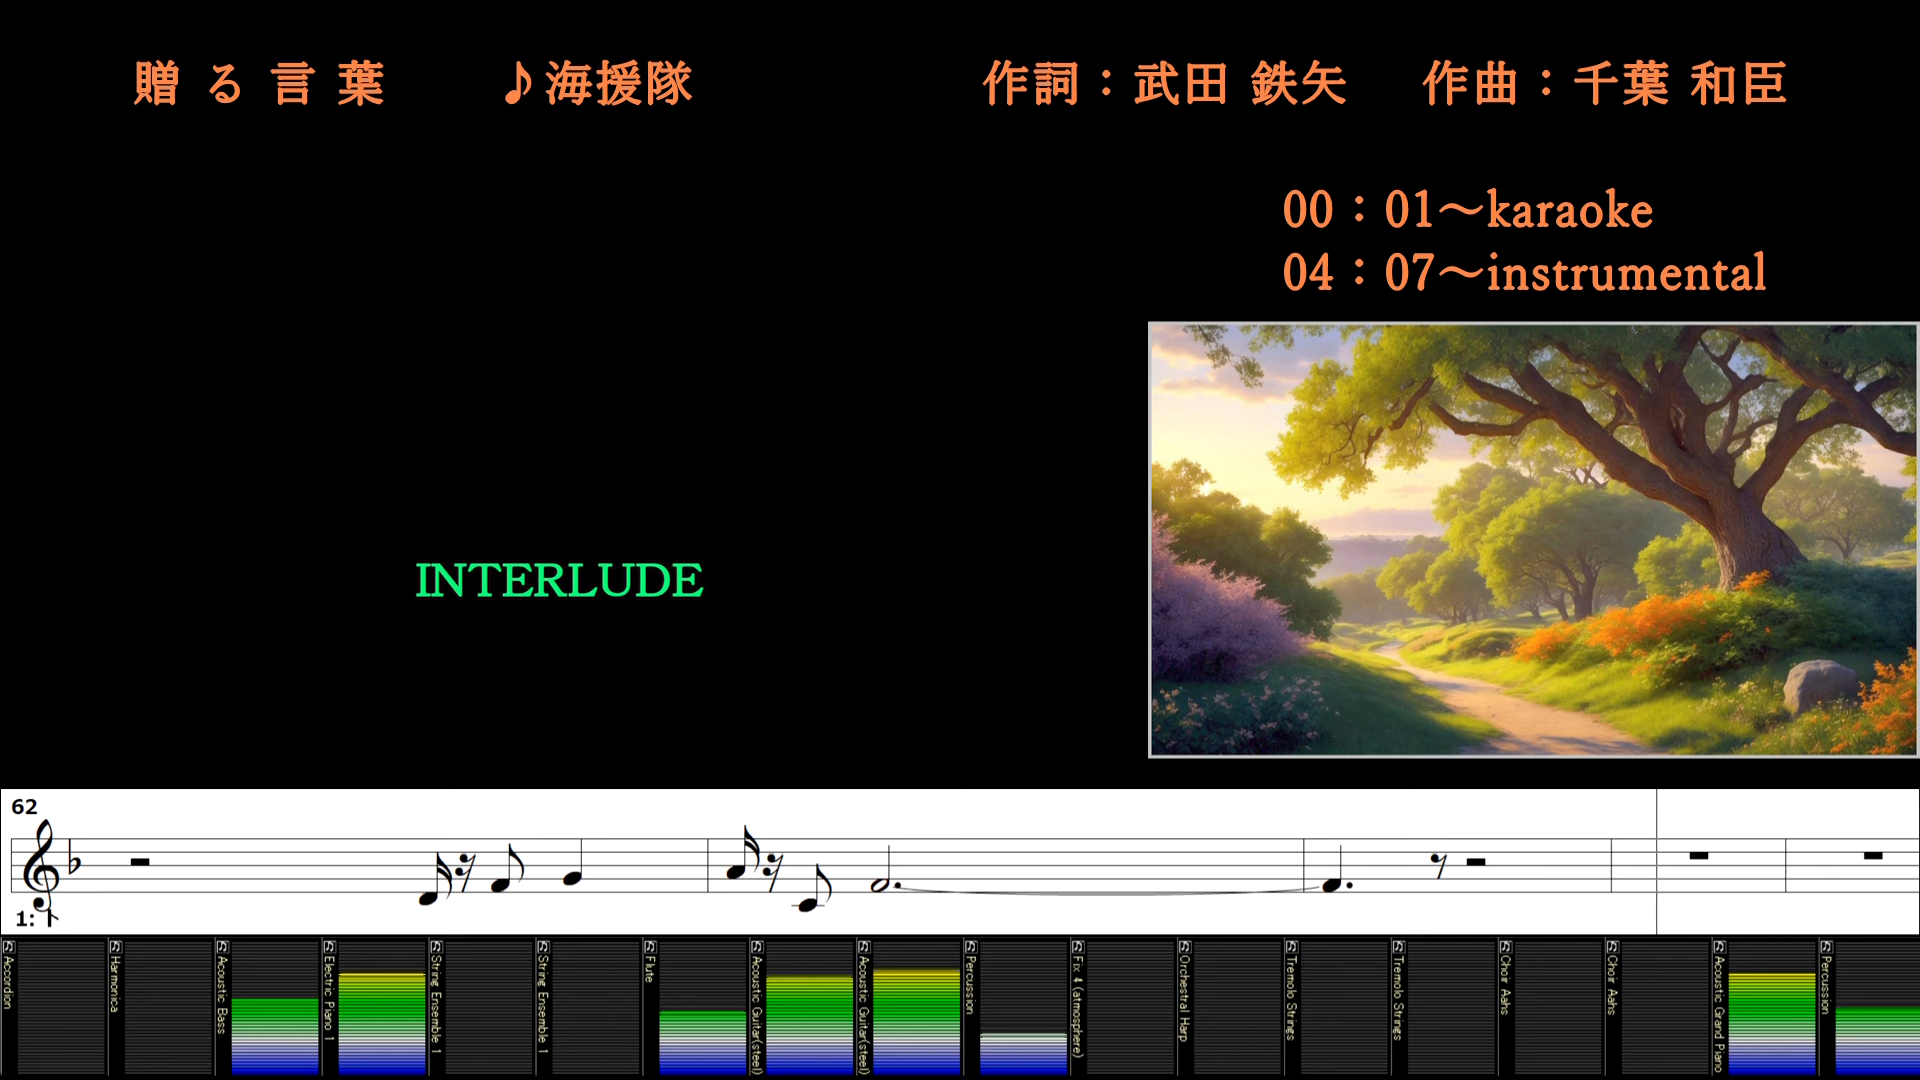 贈る言葉 ♪海援隊 作詞：武田 鉄矢 作曲：千葉 和臣
00：01～karaoke
04：07～instrumental
INTERLUDE
62
1: ト
Accordion
Harmonica
Acoustic Bass
Electric Piano 1
String Ensemble 1
String Ensemble 1
Flute
Acoustic Guitar(steel)
Acoustic Guitar(steel)
Percussion
Fx 4 (atmosphere)
Orchestral Harp
Tremolo Strings
Tremolo Strings
Choir Aahs
Choir Aahs
Acoustic Grand Piano
Percussion